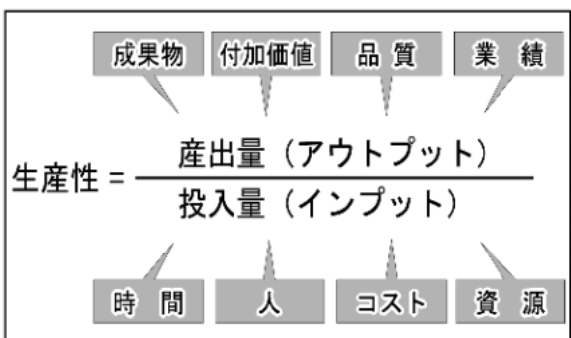 成果物 付加価値 品質 業績
産出量（アウトプット）
生産性 =
投入量（インプット）
時間 人 コスト 資源